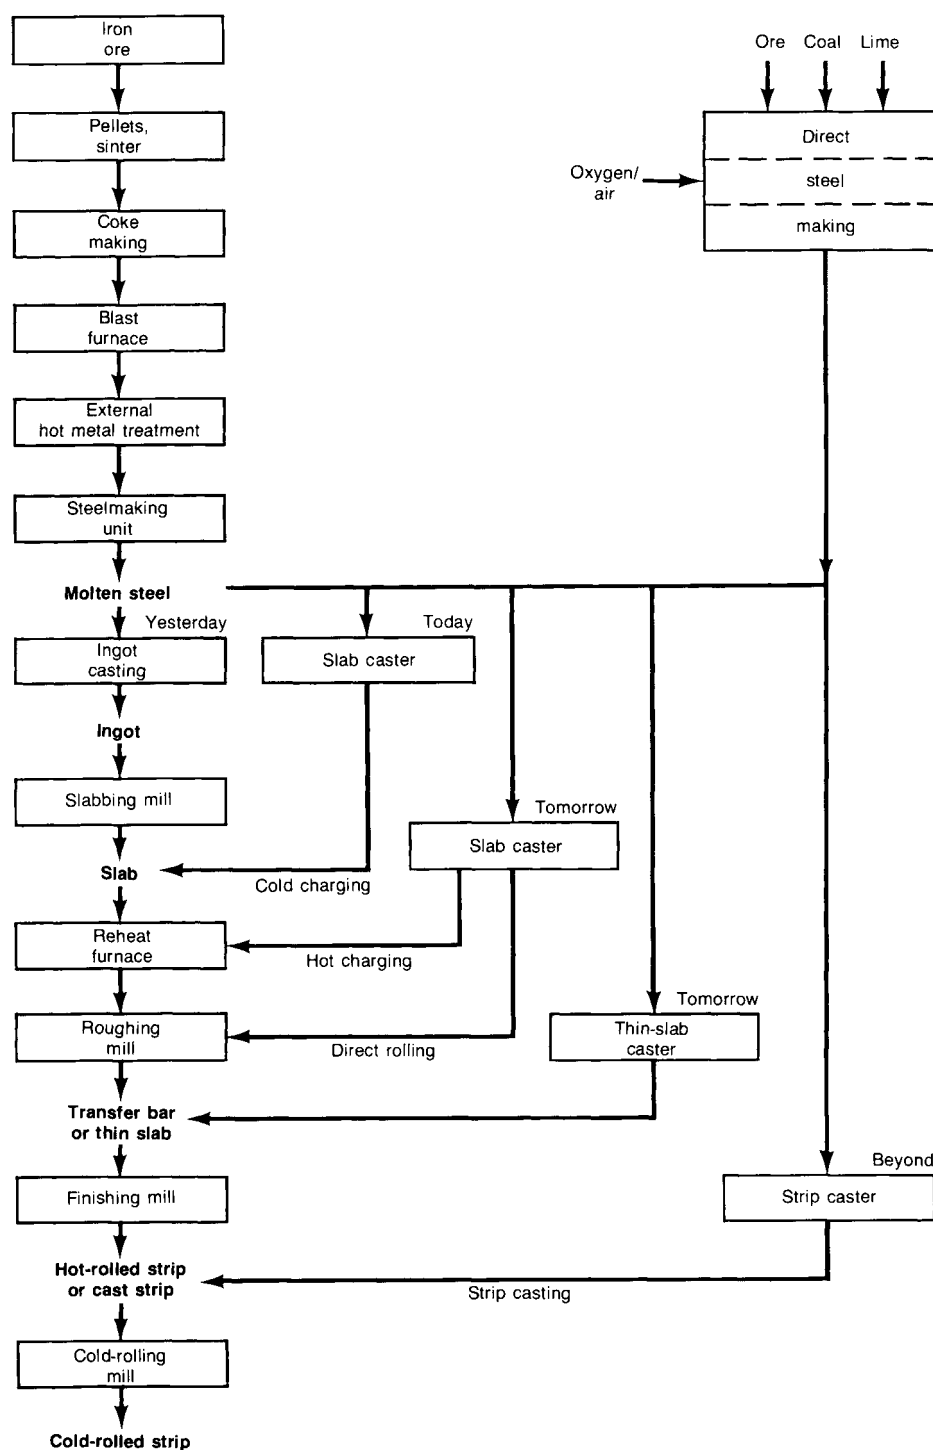 Iron
ore
Pellets,
sinter
Coke
making
Blast
furnace
External
hot metal treatment
Steelmaking
unit
Molten steel
Yesterday
Ingot
casting
Ingot
Slabbing mill
Slab
Reheat
furnace
Roughing
mill
Transfer bar
or thin slab
Finishing mill
Hot-rolled strip
or cast strip
Cold-rolling
mill
Cold-rolled strip
Today
Slab caster
Cold charging
Tomorrow
Slab caster
Hot charging
Direct rolling
Tomorrow
Thin-slab
caster
Ore Coal Lime
Oxygen/
air
Direct
steel
making
Beyond
Strip caster
Strip casting